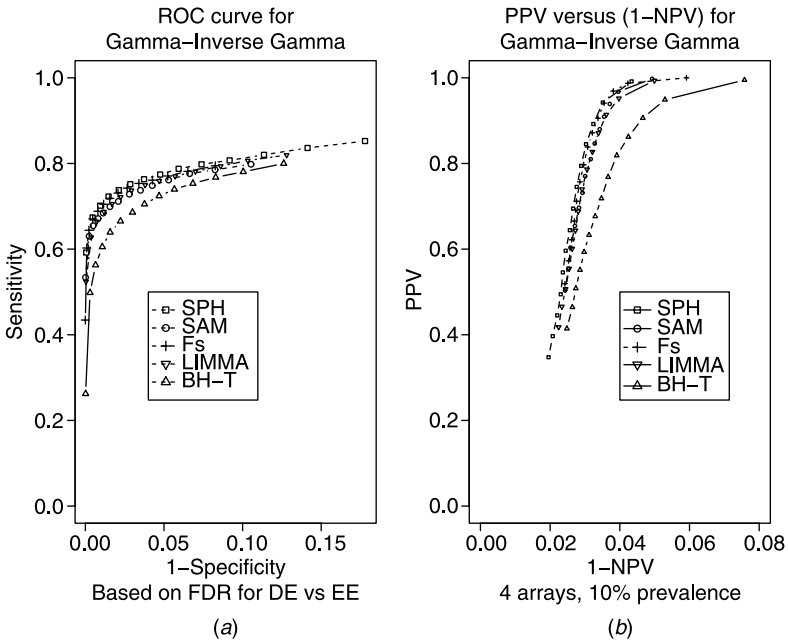 ROC curve for
Gamma–Inverse Gamma
Sensitivity
1.0
0.8
0.6
0.4
0.2
0.0
SPH
SAM
Fs
LIMMA
BH–T
0.00 0.05 0.10 0.15
1–Specificity
Based on FDR for DE vs EE
(a)
PPV versus (1–NPV) for
Gamma–Inverse Gamma
PPV
1.0
0.8
0.6
0.4
0.2
0.0
SPH
SAM
Fs
LIMMA
BH–T
0.00 0.02 0.04 0.06 0.08
1–NPV
4 arrays, 10% prevalence
(b)